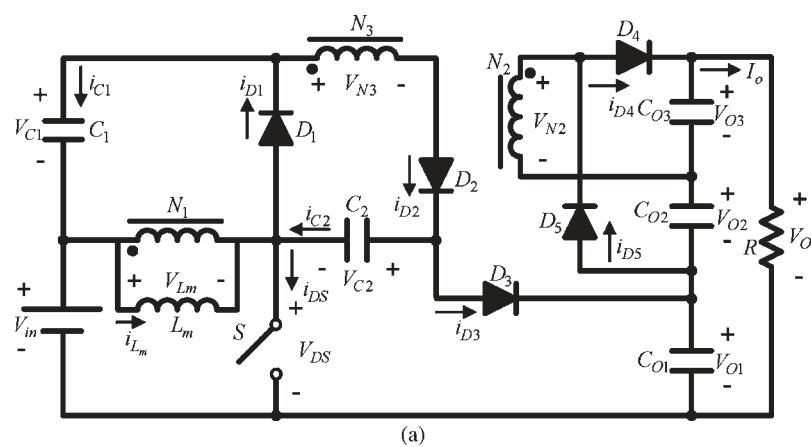 N3
N2
D4
Io
+ iC1
iD1
+ VN3 -
+
iD4 CO3
+ VO3
VC1 C1
D1
VN2
-
-
-
D2
iD2
N1
C2
iC2
D5
iD5
CO2
+ VO2
-
R
+
VO
-
+ VLm -
- VC2 +
iDS
D3
+
Vin
-
iLm
Lm
S
+
VDS
-
iD3
CO1
+
VO1
-
(a)